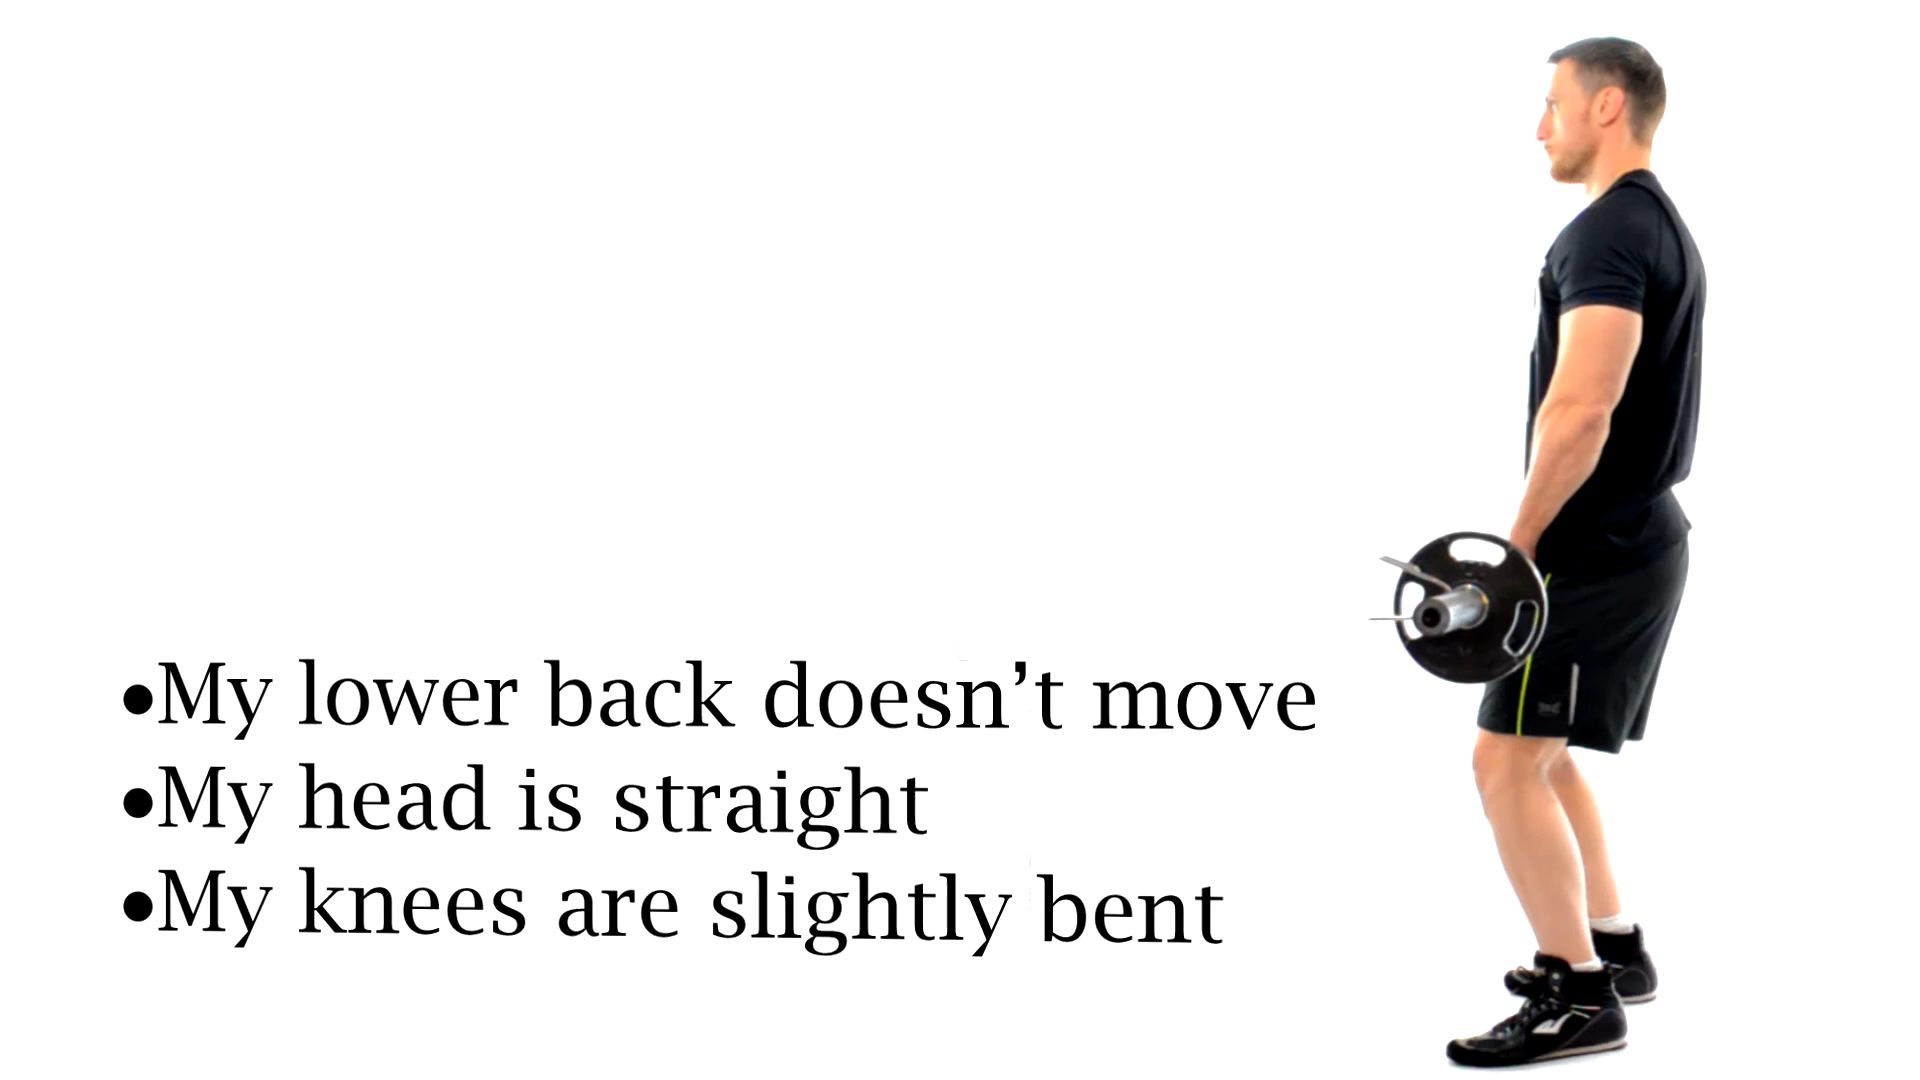 •My lower back doesn’t move
•My head is straight
•My knees are slightly bent